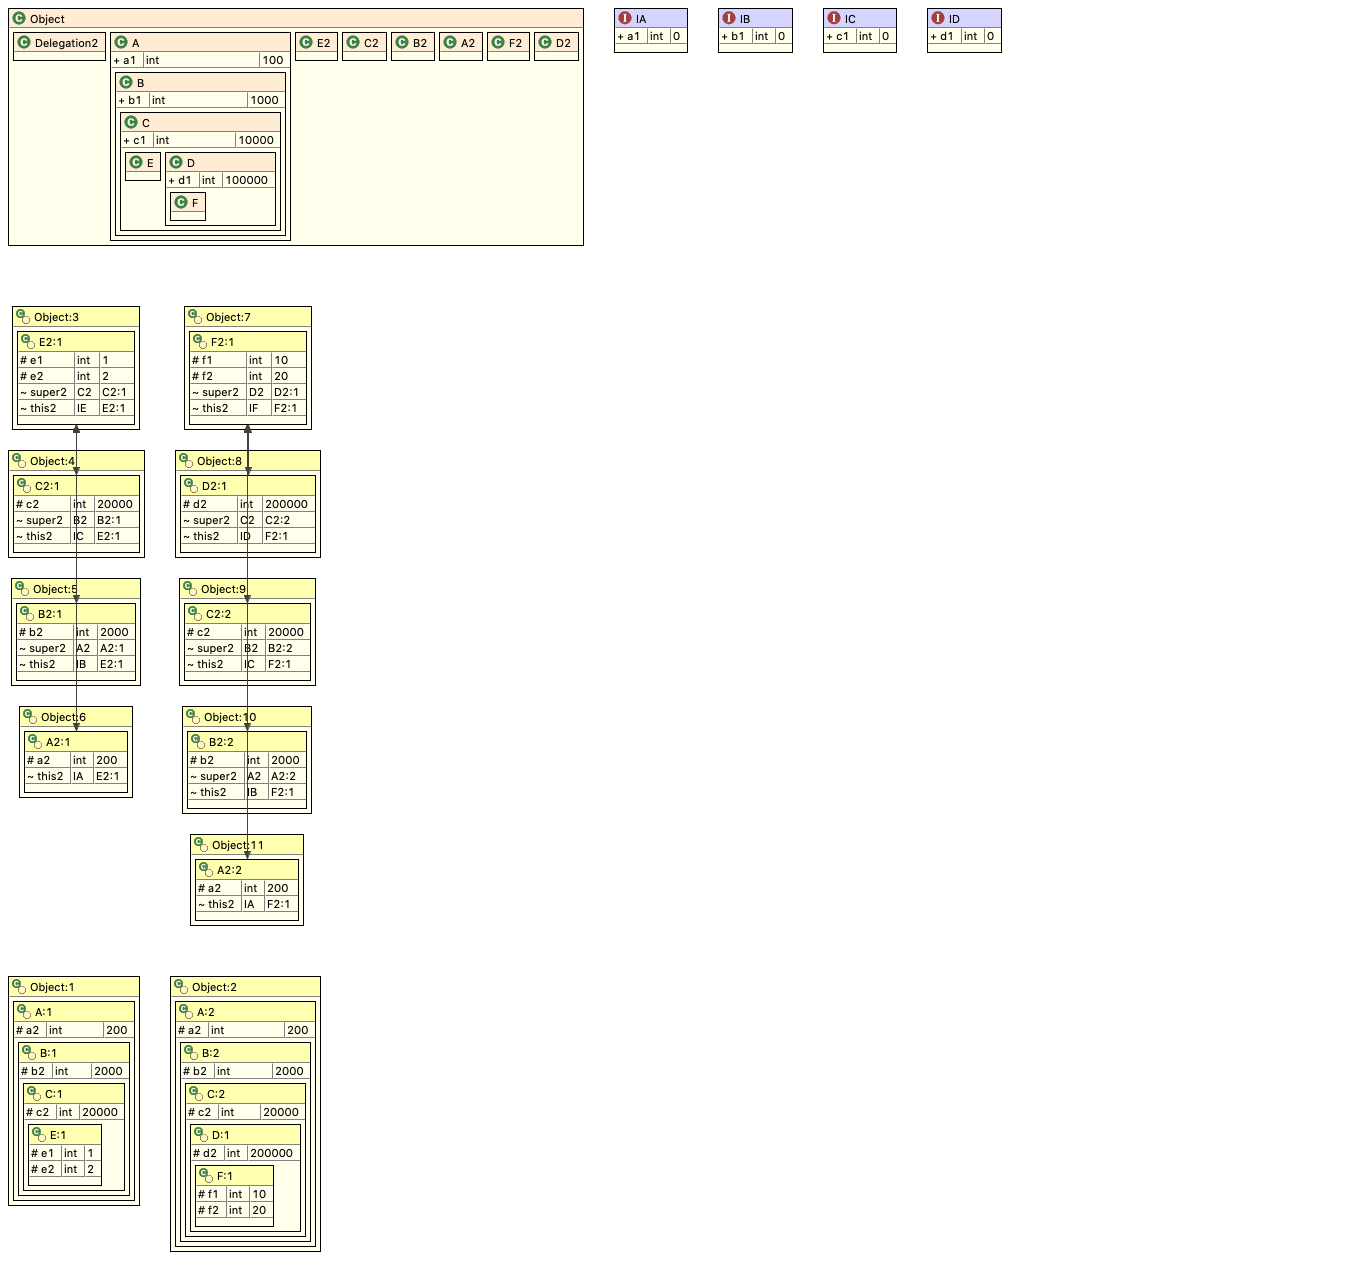 Object
Delegation2 A E2 C2 B2 A2 F2 D2
+ a1 int 100
B
+ b1 int 1000
C
+ c1 int 10000
E D
+ d1 int 100000
F
IA
+ a1 int 0
IB
+ b1 int 0
IC
+ c1 int 0
ID
+ d1 int 0
Object:3
E2:1
# e1 int 1
# e2 int 2
~ super2 C2 C2:1
~ this2 IE E2:1
Object:4
C2:1
# c2 int 20000
~ super2 B2 B2:1
~ this2 IC E2:1
Object:5
B2:1
# b2 int 2000
~ super2 A2 A2:1
~ this2 IB E2:1
Object:6
A2:1
# a2 int 200
~ this2 IA E2:1
Object:7
F2:1
# f1 int 10
# f2 int 20
~ super2 D2 D2:1
~ this2 IF F2:1
Object:8
D2:1
# d2 int 200000
~ super2 C2 C2:2
~ this2 ID F2:1
Object:9
C2:2
# c2 int 20000
~ super2 B2 B2:2
~ this2 IC F2:1
Object:10
B2:2
# b2 int 2000
~ super2 A2 A2:2
~ this2 IB F2:1
Object:11
A2:2
# a2 int 200
~ this2 IA F2:1
Object:1
A:1
# a2 int 200
B:1
# b2 int 2000
C:1
# c2 int 20000
E:1
# e1 int 1
# e2 int 2
Object:2
A:2
# a2 int 200
B:2
# b2 int 2000
C:2
# c2 int 20000
D:1
# d2 int 200000
F:1
# f1 int 10
# f2 int 20